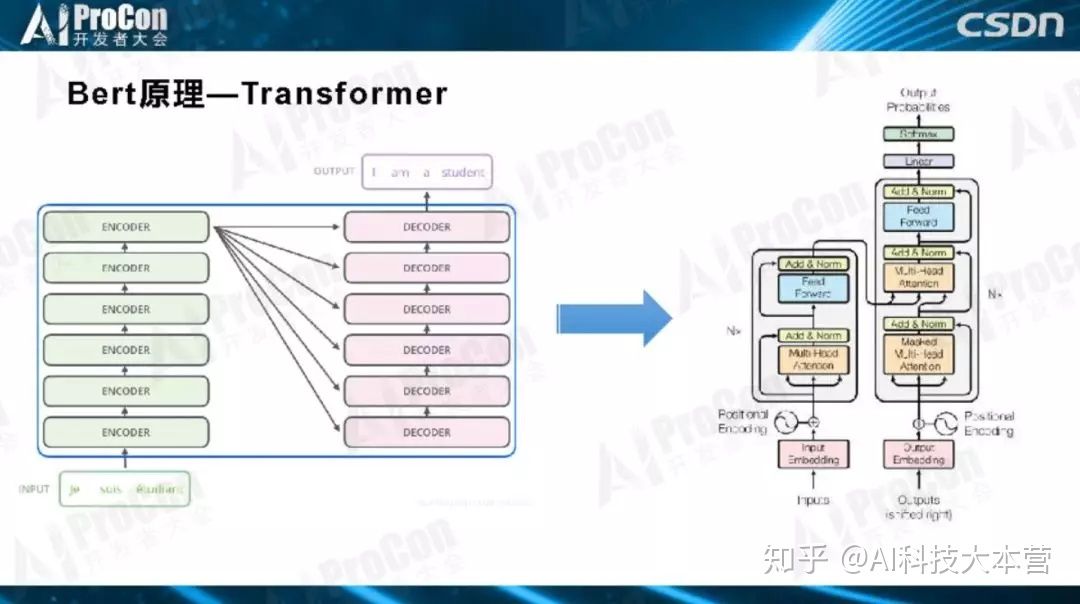 AI ProCon
开发者大会
CSDN
Bert原理—Transformer
OUTPUT
I am a student
ENCODER
ENCODER
ENCODER
ENCODER
ENCODER
ENCODER
DECODER
DECODER
DECODER
DECODER
DECODER
DECODER
INPUT
je suis étudiant
Output
Probabilities
Softmax
Linear
Add & Norm
Feed
Forward
Add & Norm
Multi-Head
Attention
Add & Norm
Masked
Multi-Head
Attention
N×
Add & Norm
Feed
Forward
Add & Norm
Multi-Head
Attention
N×
Positional
Encoding
Positional
Encoding
Input
Embedding
Output
Embedding
Inputs
Outputs
(shifted right)
知乎 @AI科技大本营